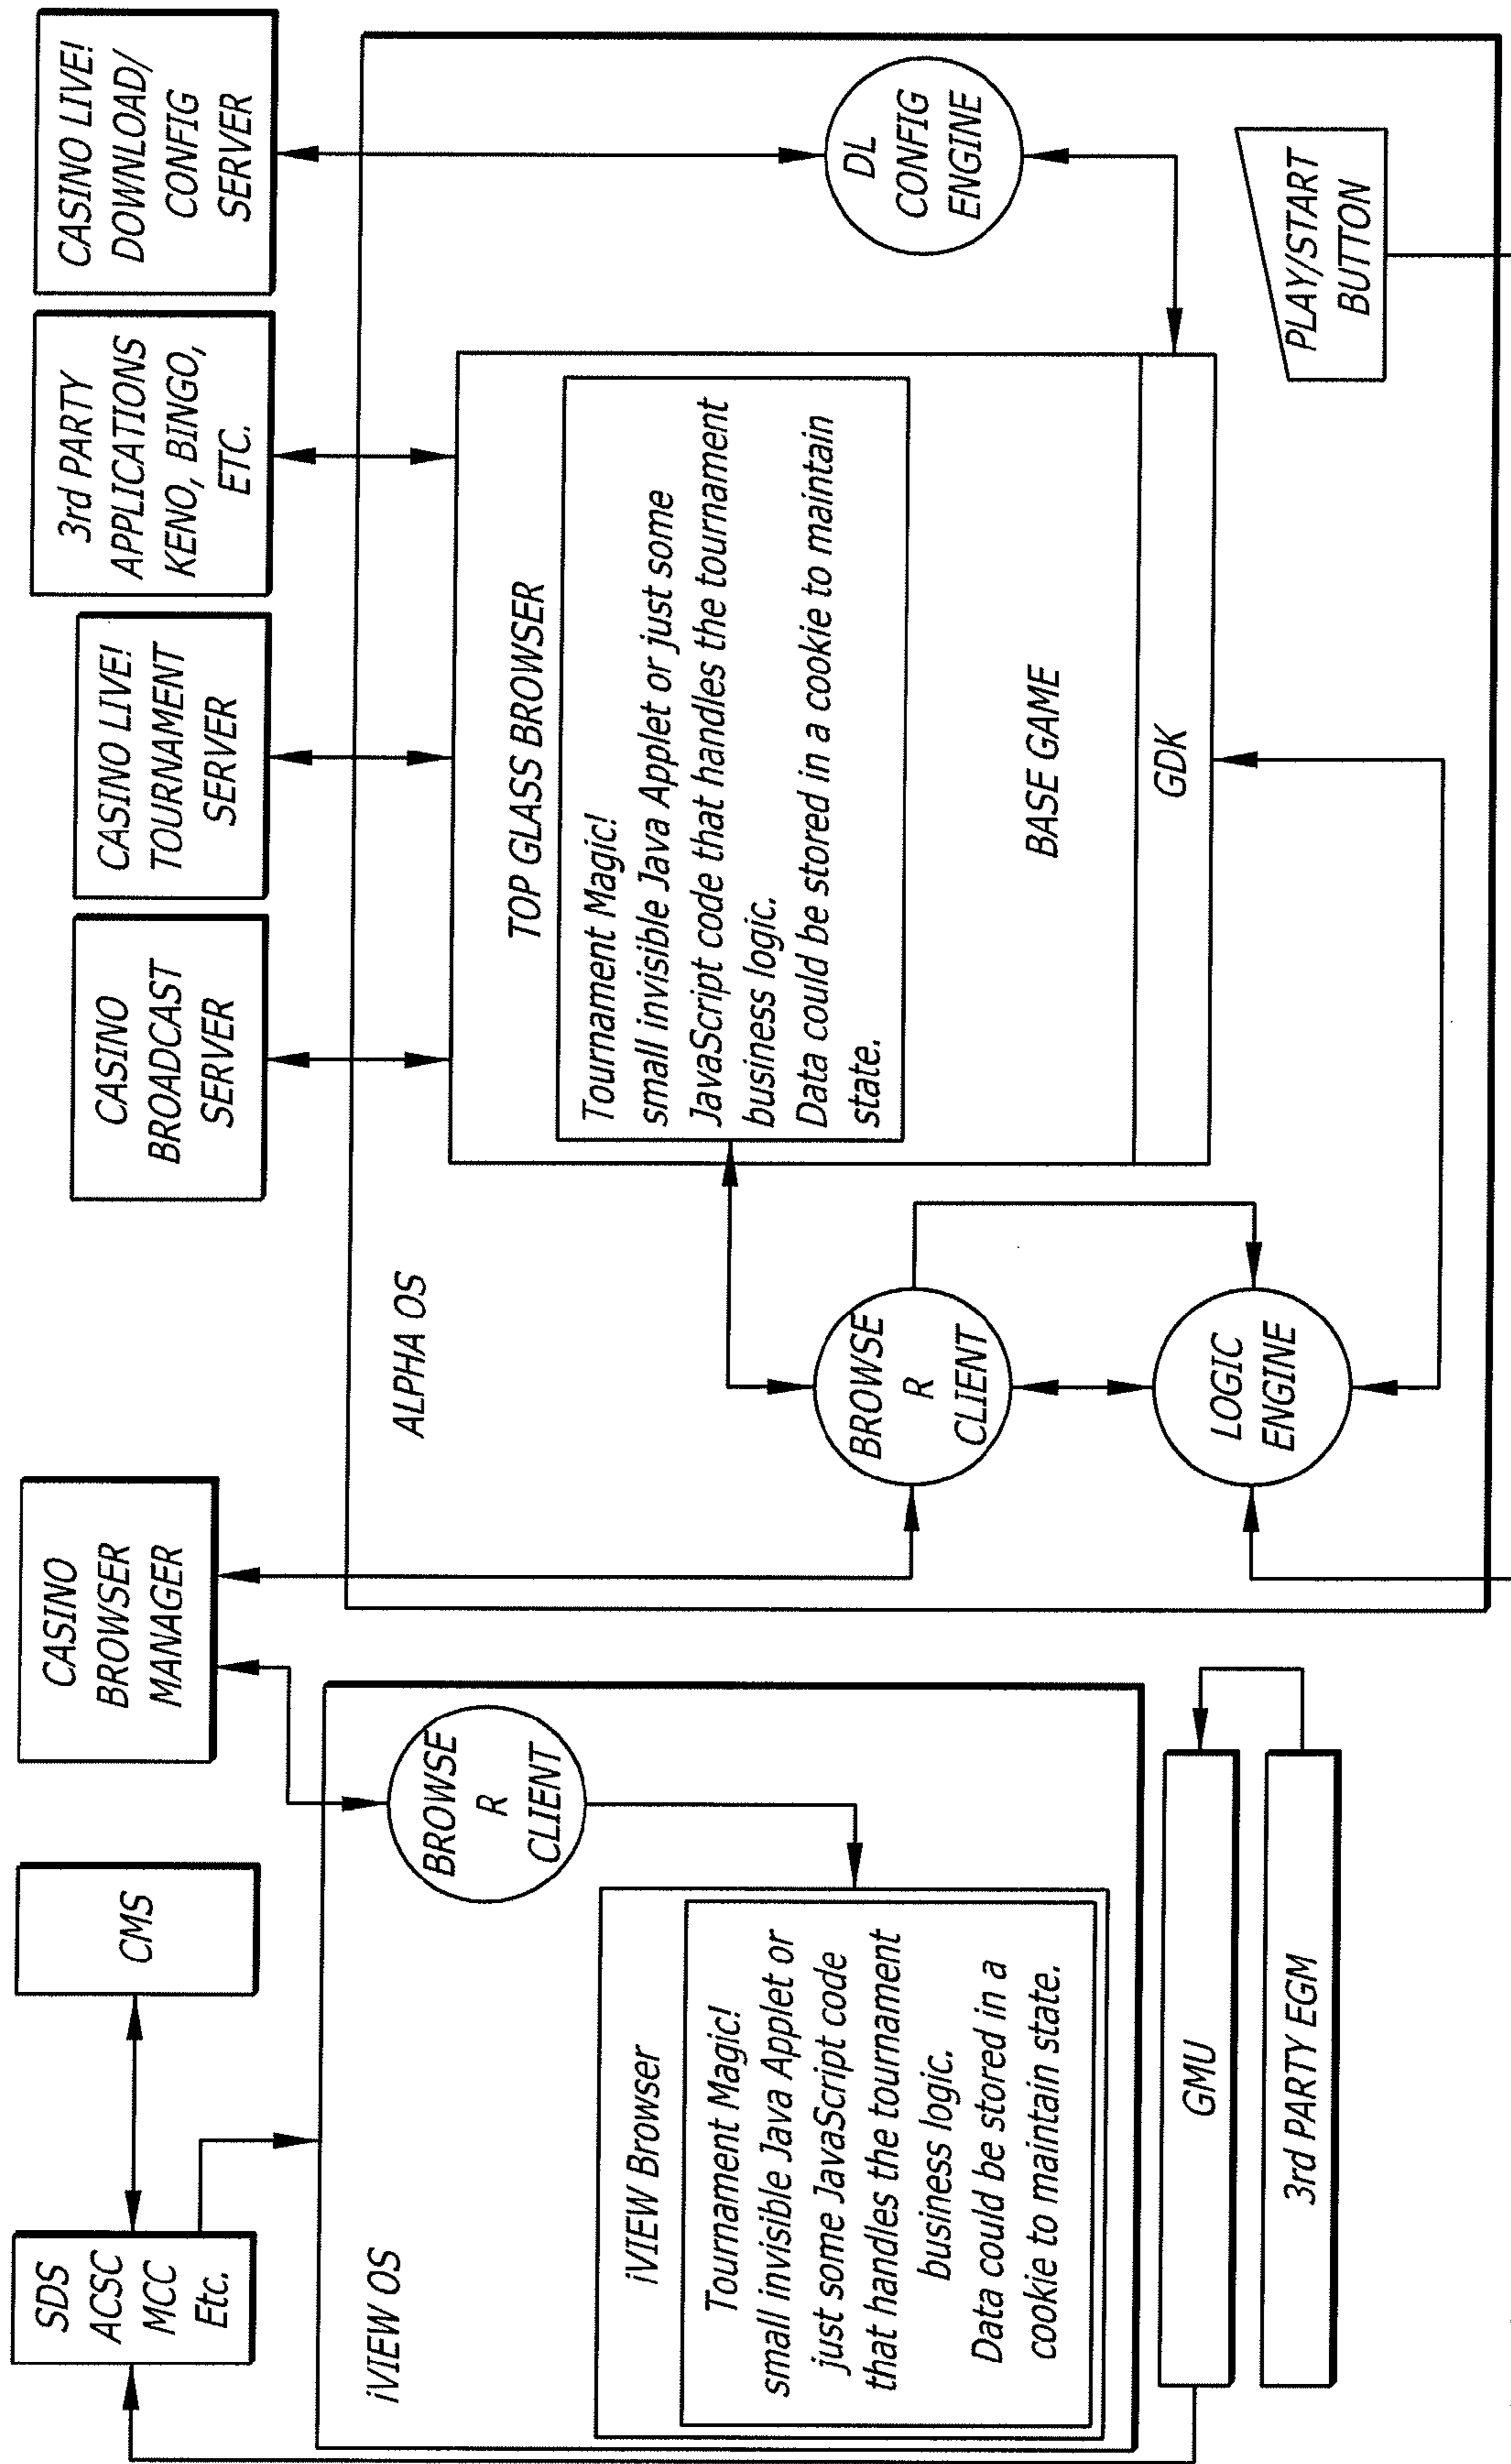 SDS
ACSC
MCC
Etc.
CMS
CASINO
BROWSER
MANAGER
CASINO
BROADCAST
SERVER
CASINO LIVE!
TOURNAMENT
SERVER
3rd PARTY
APPLICATIONS
KENO, BINGO,
ETC.
CASINO LIVE!
DOWNLOAD/
CONFIG
SERVER
iVIEW OS
BROWSE
R
CLIENT
iVIEW Browser
Tournament Magic!
small invisible Java Applet or
just some JavaScript code
that handles the tournament
business logic.
Data could be stored in a
cookie to maintain state.
GMU
3rd PARTY EGM
ALPHA OS
TOP GLASS BROWSER
Tournament Magic!
small invisible Java Applet or just some
JavaScript code that handles the tournament
business logic.
Data could be stored in a cookie to maintain
state.
BASE GAME
GDK
BROWSE
R
CLIENT
LOGIC
ENGINE
DL
CONFIG
ENGINE
PLAY/START
BUTTON